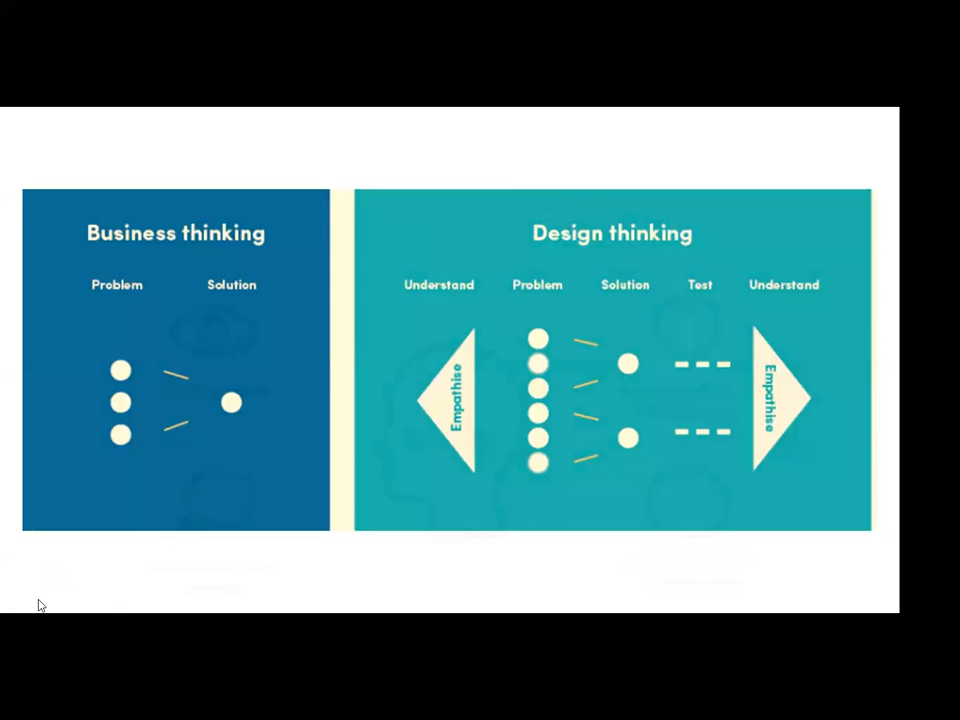 Business thinking
Problem Solution
Design thinking
Understand Problem Solution Test Understand
Empathise
Empathise